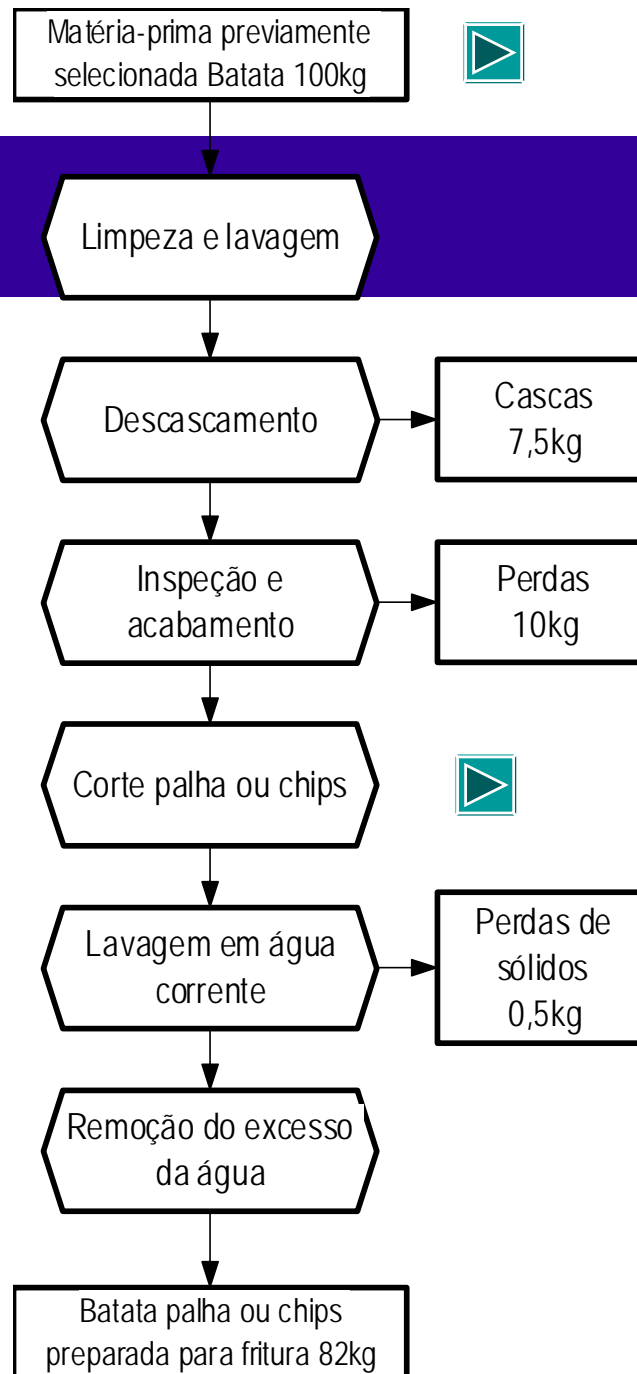 Matéria-prima previamente
selecionada Batata 100kg
Limpeza e lavagem
Descascamento
Cascas
7,5kg
Inspeção e
acabamento
Perdas
10kg
Corte palha ou chips
Lavagem em água
corrente
Perdas de
sólidos
0,5kg
Remoção do excesso
da água
Batata palha ou chips
preparada para fritura 82kg